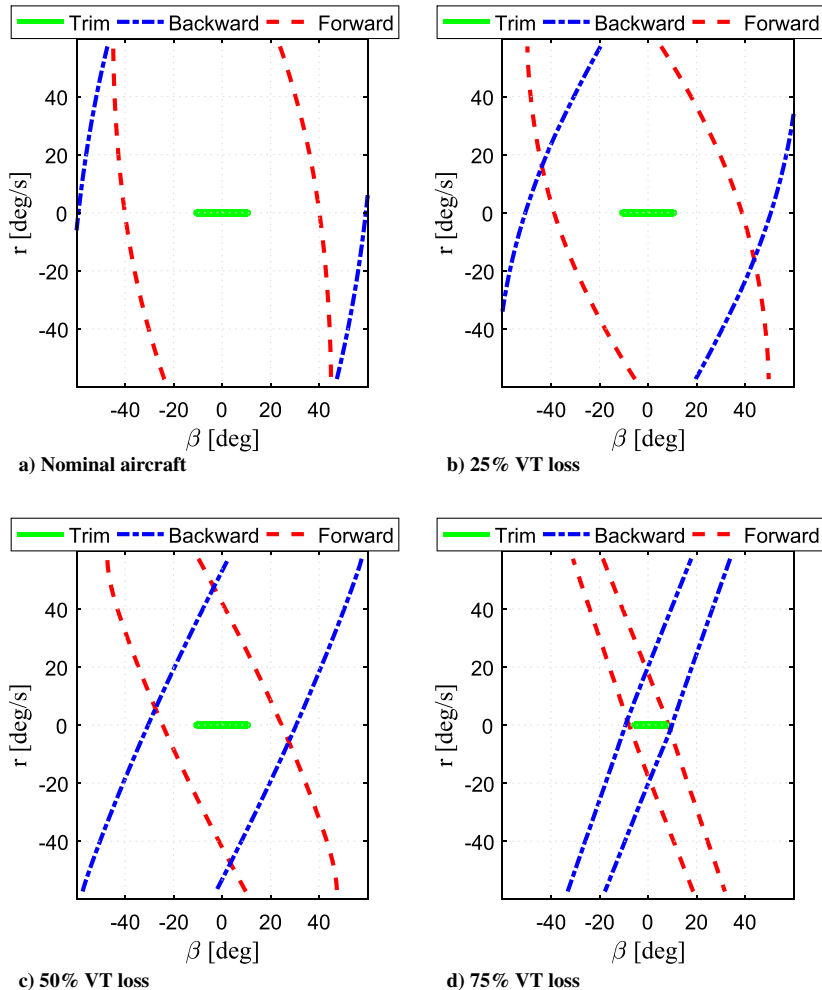 Trim Backward Forward Trim Backward Forward
r [deg/s] 40 20 0 -20 -40 r [deg/s] 40 20 0 -20 -40
-40 -20 0 20 40 -40 -20 0 20 40
β [deg] β [deg]
a) Nominal aircraft b) 25% VT loss
Trim Backward Forward Trim Backward Forward
r [deg/s] 40 20 0 -20 -40 r [deg/s] 40 20 0 -20 -40
-40 -20 0 20 40 -40 -20 0 20 40
β [deg] β [deg]
c) 50% VT loss d) 75% VT loss